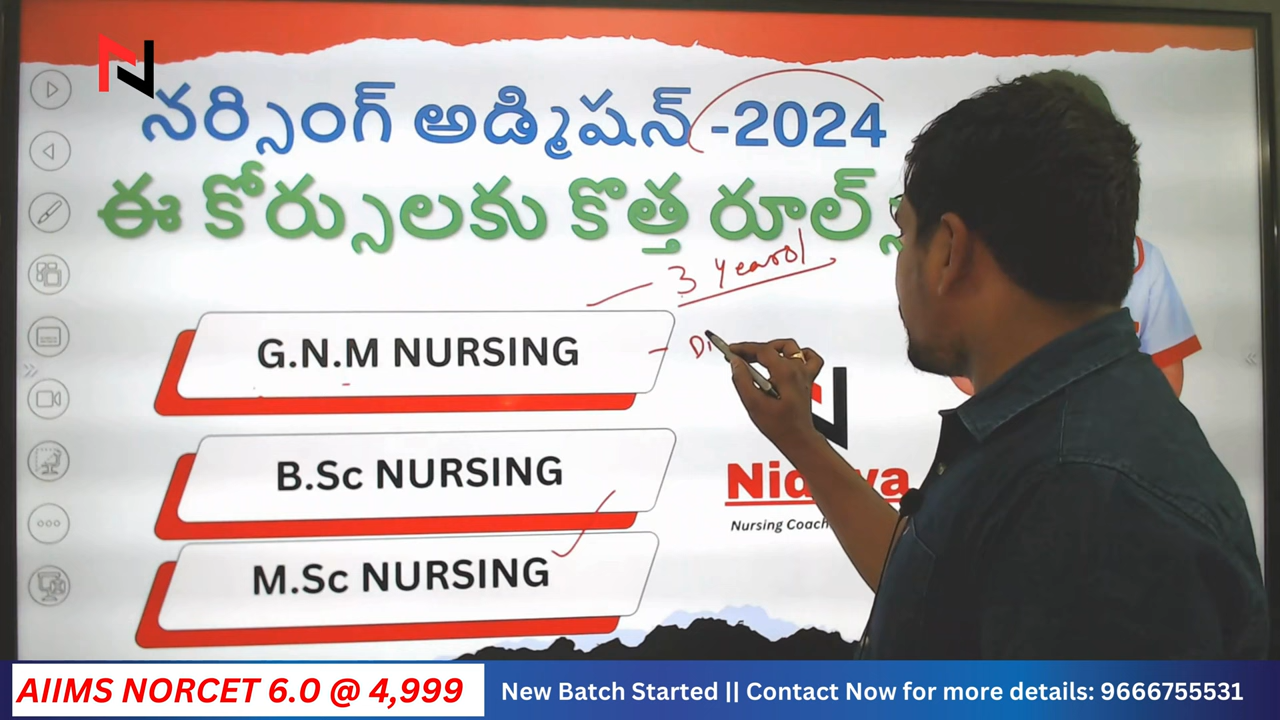 నర్సింగ్ అడ్మిషన్ -2024
ఈ కోర్సులకు కొత్త రూల్స్
3 Years
G.N.M NURSING
B.Sc NURSING
M.Sc NURSING
Nursing
AIIMS NORCET 6.0 @ 4,999
New Batch Started || Contact Now for more details: 9666755531